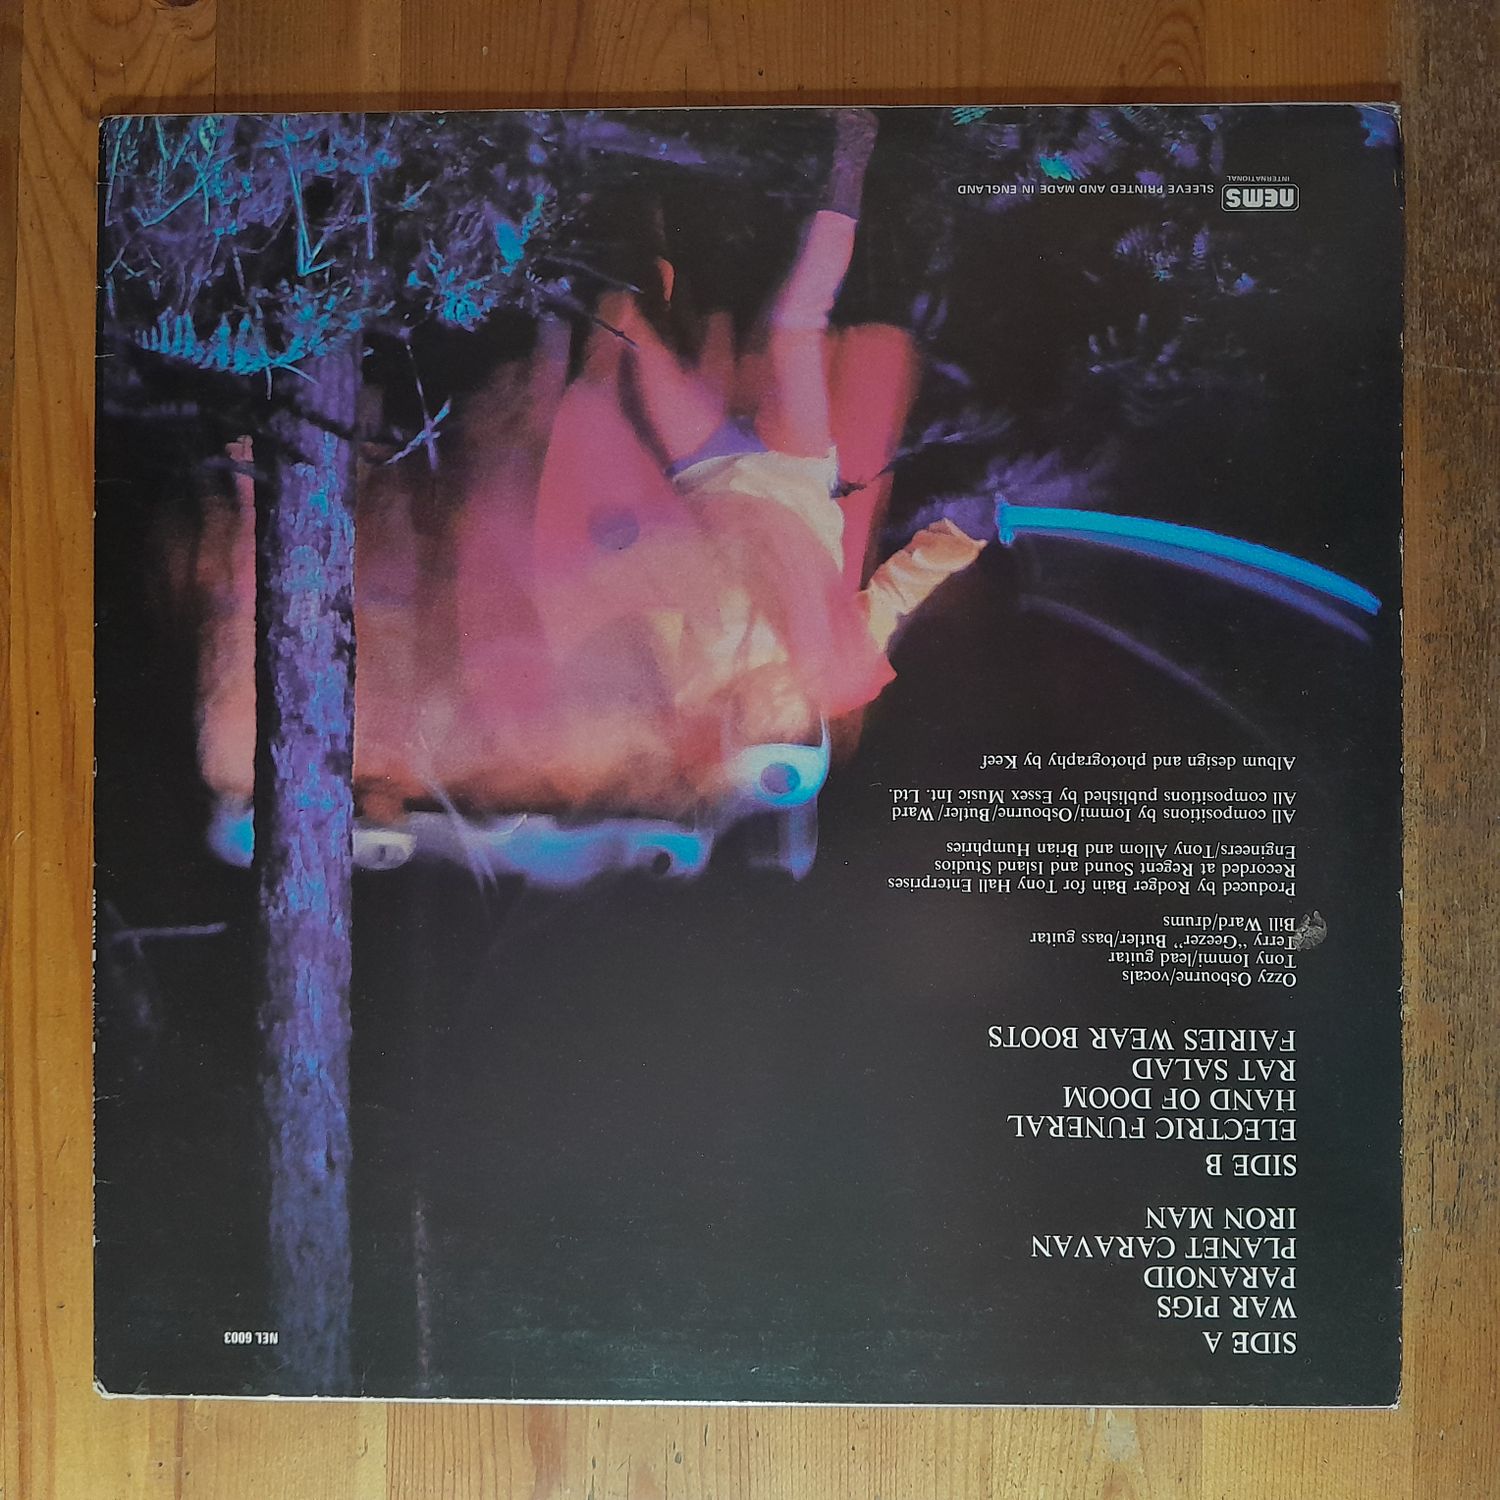 SIDE A
WAR PIGS
PARANOID
PLANET CARAVAN
IRON MAN
SIDE B
ELECTRIC FUNERAL
HAND OF DOOM
RAT SALAD
FAIRIES WEAR BOOTS
Ozzy Osbourne/vocals
Tony Iommi/lead guitar
Terry "Geezer" Butler/bass guitar
Bill Ward/drums
Produced by Rodger Bain for Tony Hall Enterprises
Recorded at Regent Sound and Island Studios
Engineers/Tony Allom and Brian Humphries
All compositions by Iommi/Osbourne/Butler/Ward
All compositions published by Essex Music Int. Ltd.
Album design and photography by Keef
NEL 6003
nems
INTERNATIONAL
SLEEVE PRINTED AND MADE IN ENGLAND